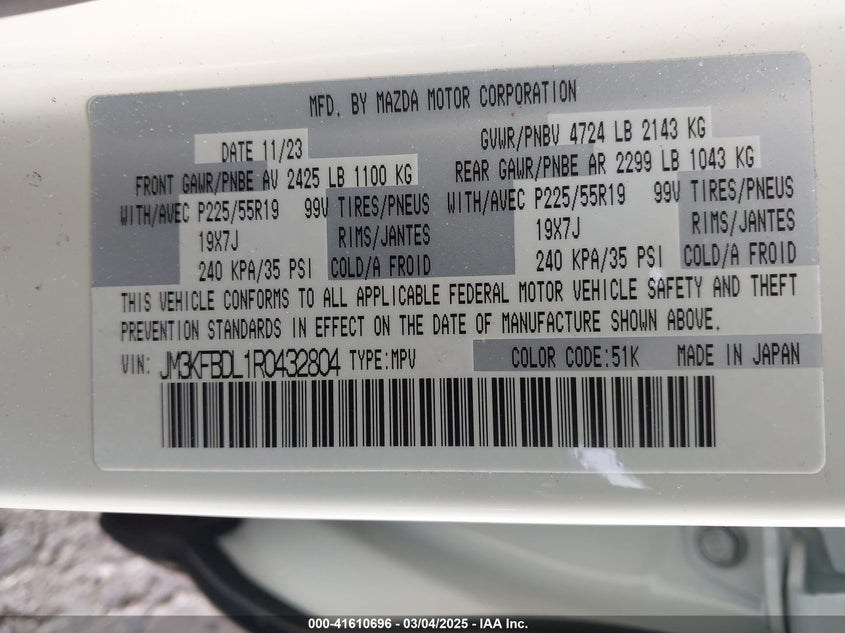 MFD. BY MAZDA MOTOR CORPORATION
DATE 11/23 GVWR/PNBV 4724 LB 2143 KG
FRONT GAWR/PNBE AV 2425 LB 1100 KG REAR GAWR/PNBE AR 2299 LB 1043 KG
WITH/AVEC P225/55R19 99V TIRES/PNEUS WITH/AVEC P225/55R19 99V TIRES/PNEUS
19X7J RIMS/JANTES 19X7J RIMS/JANTES
240 KPA/35 PSI COLD/A FROID 240 KPA/35 PSI COLD/A FROID
THIS VEHICLE CONFORMS TO ALL APPLICABLE FEDERAL MOTOR VEHICLE SAFETY AND THEFT
PREVENTION STANDARDS IN EFFECT ON THE DATE OF MANUFACTURE SHOWN ABOVE.
VIN: JM3KFBDL1R0432804 TYPE:MPV COLOR CODE:51K MADE IN JAPAN
000-41610696 - 03/04/2025 - IAA Inc.